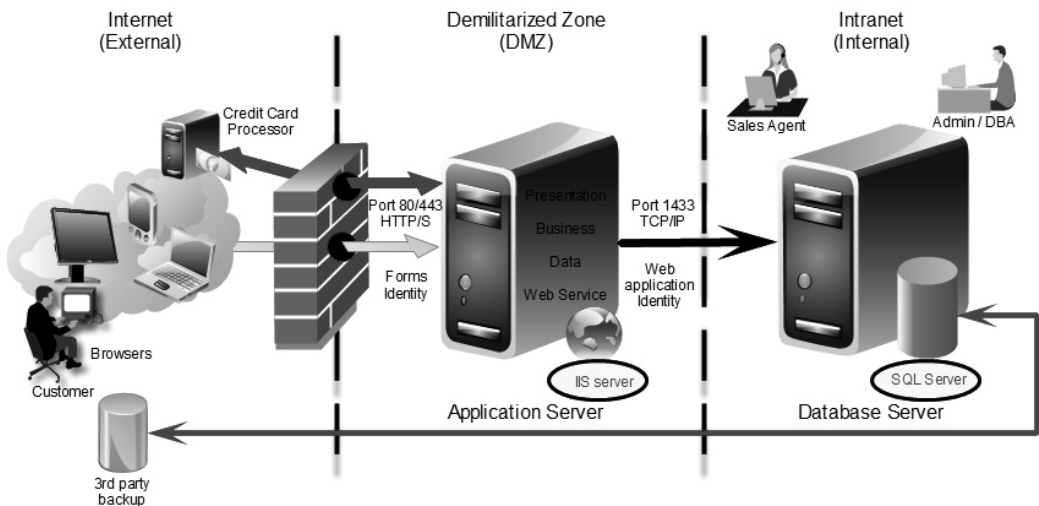 Internet
(External)
Demilitarized Zone
(DMZ)
Intranet
(Internal)
Credit Card
Processor
Sales Agent
Admin / DBA
Port 80/443
HTTP/S
Forms
Identity
Presentation
Business
Data
Web Service
Port 1433
TCP/IP
Web
application
Identity
Browsers
Customer
IIS server
SQL Server
Application Server
Database Server
3rd party
backup